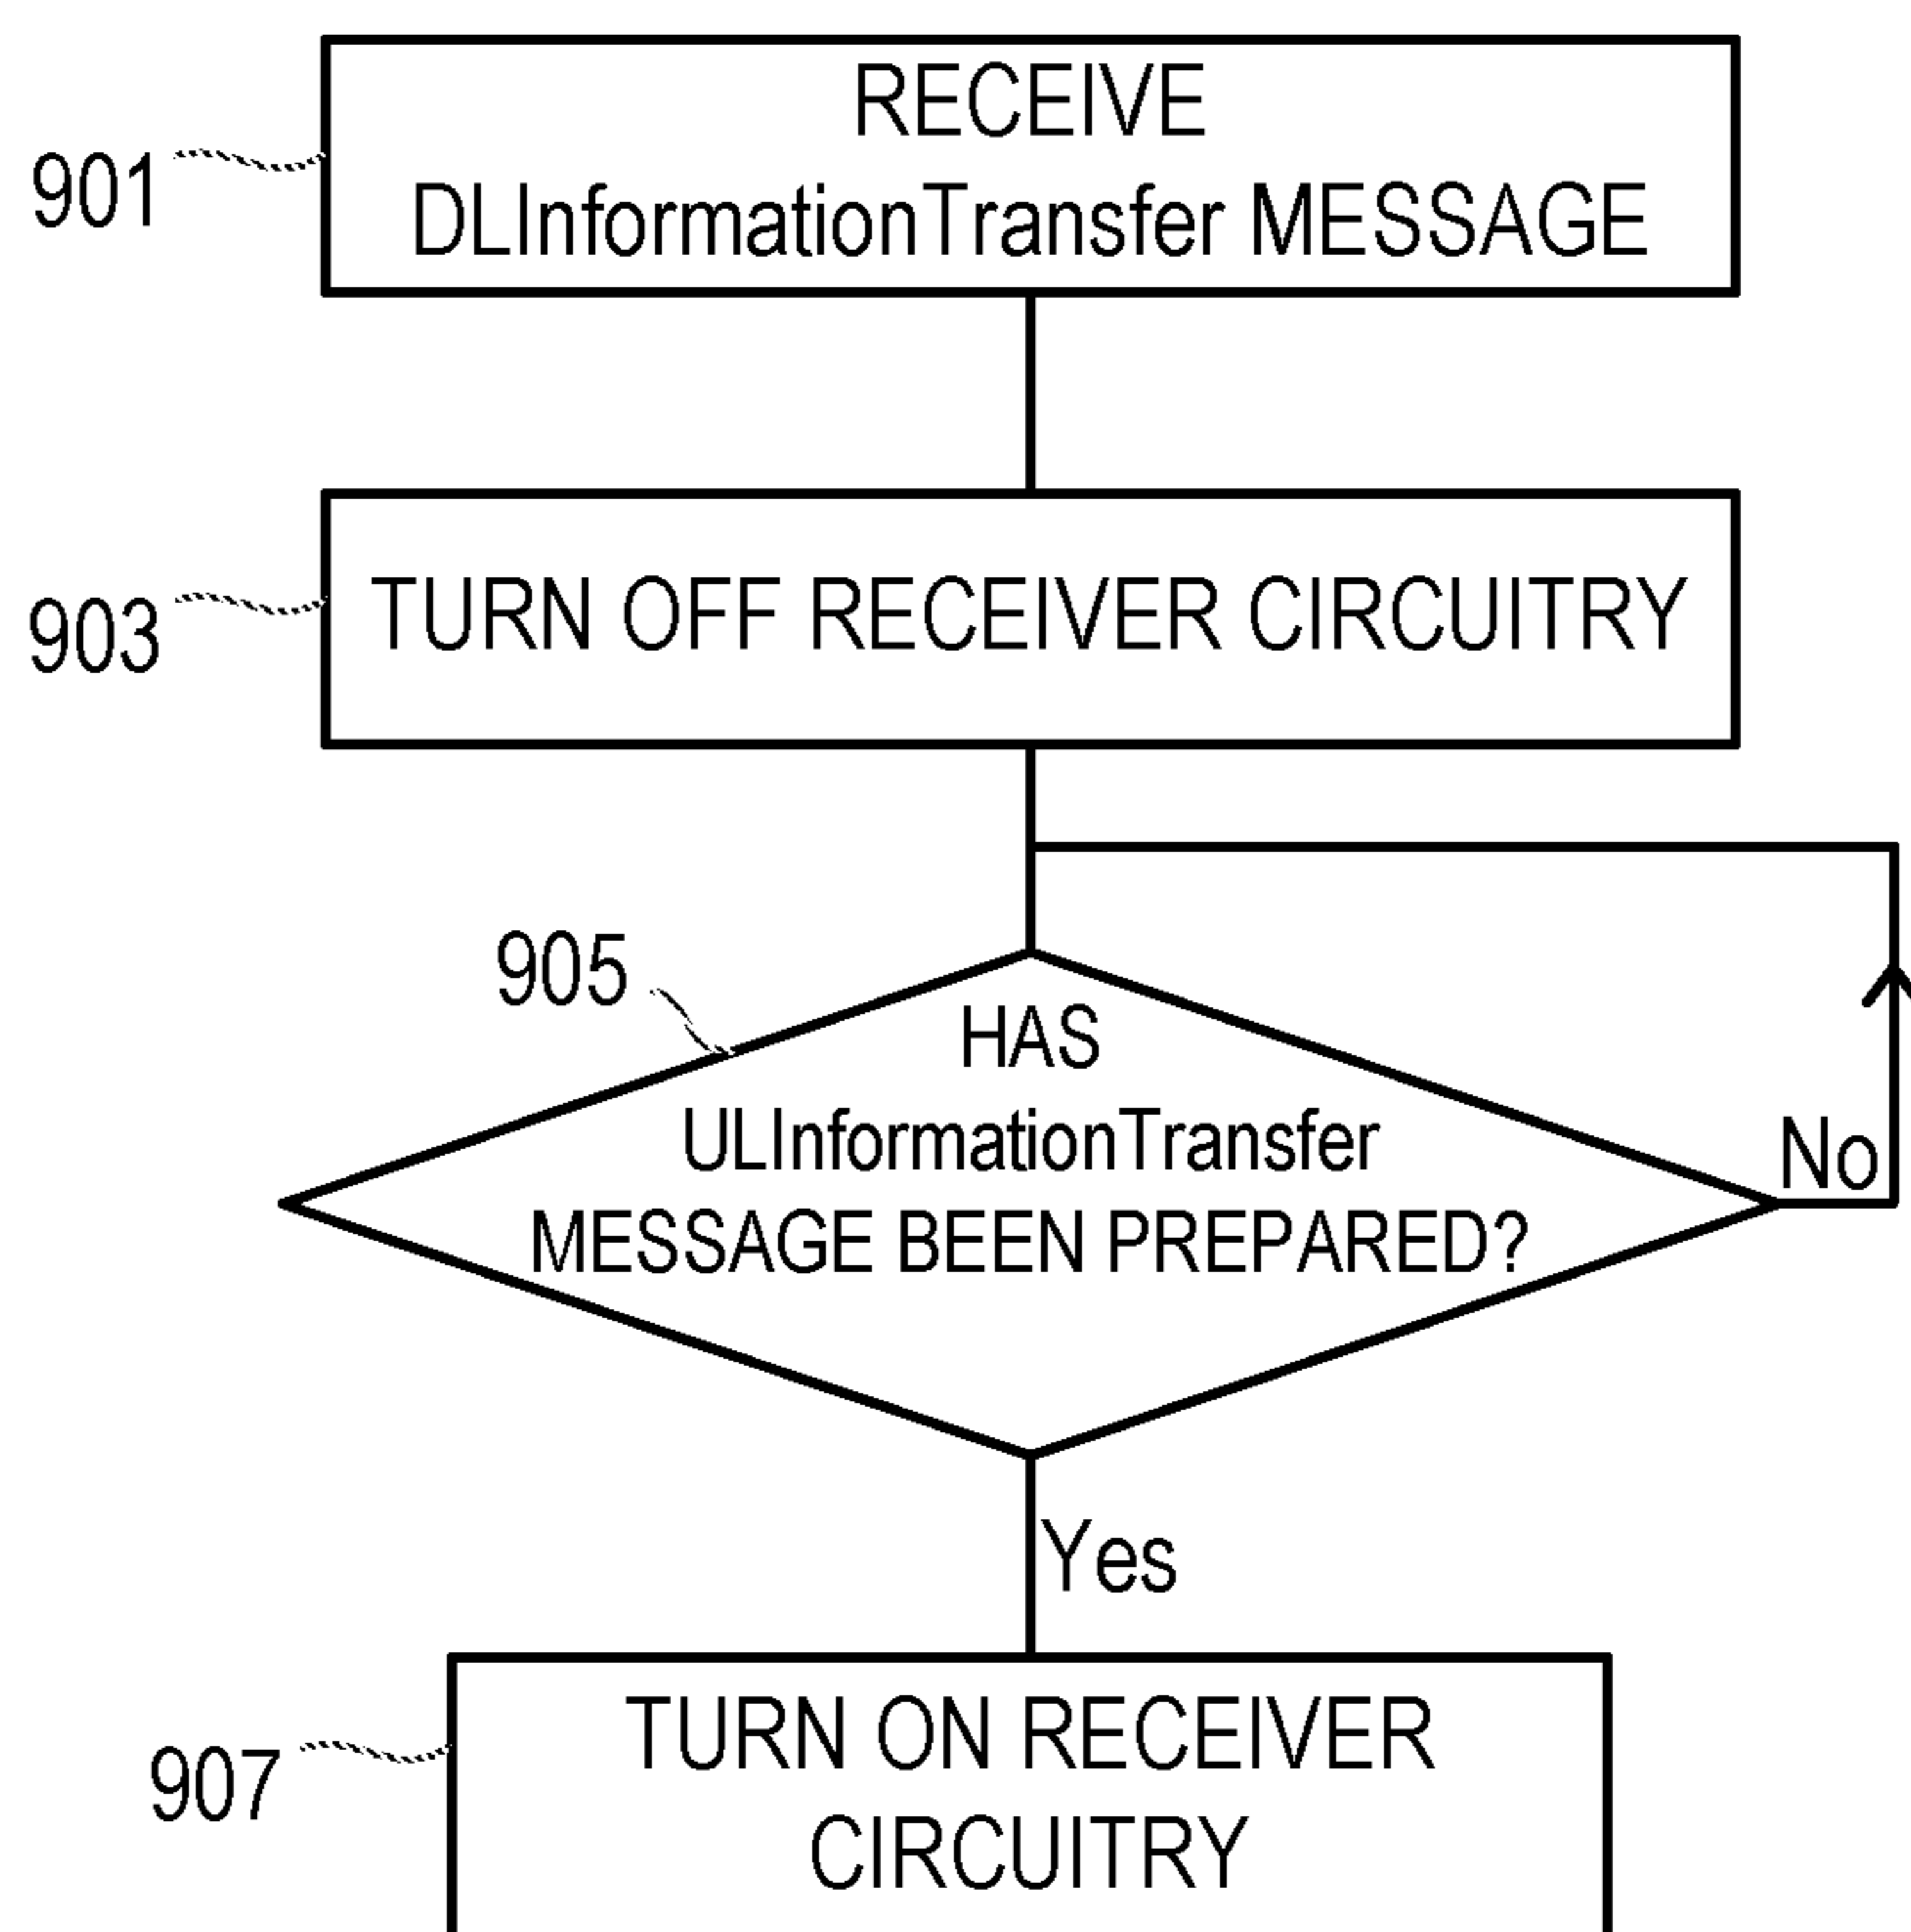 RECEIVE
901
DLInformationTransfer MESSAGE
903
TURN OFF RECEIVER CIRCUITRY
905
HAS
ULInformationTransfer
No
MESSAGE BEEN PREPARED?
Yes
TURN ON RECEIVER
907
CIRCUITRY